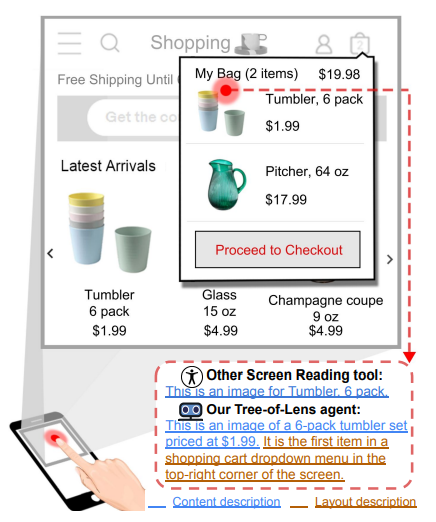 Shopping
2
Free Shipping Until
My Bag (2 items) $19.98
Tumbler, 6 pack
$1.99
Get the
Pitcher, 64 oz
$17.99
Latest Arrivals
Proceed to Checkout
Tumbler
6 pack
$1.99
Glass
15 oz
$4.99
Champagne coupe
9 oz
$4.99
Other Screen Reading tool:
This is an image for Tumbler, 6 pack.
Our Tree-of-Lens agent:
This is an image of a 6-pack tumbler set
priced at $1.99. It is the first item in a
shopping cart dropdown menu in the
top-right corner of the screen.
Content description
Layout description